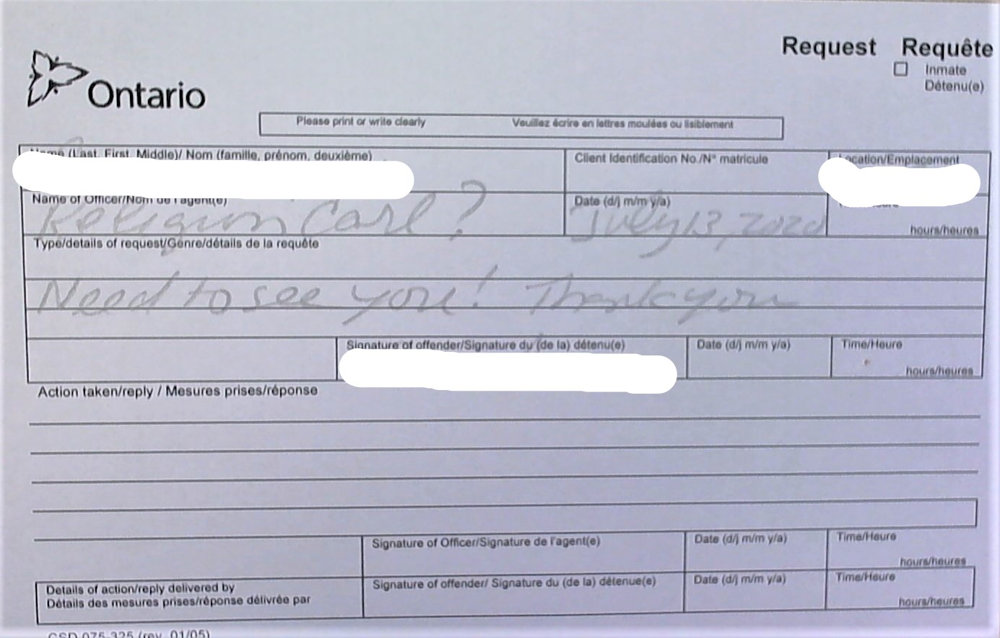 Request Requête
Inmate
Détenu(e)
Ontario
Please print or write clearly Veuillez écrire en lettres moulées ou lisiblement
Name (Last, First, Middle)/ Nom (famille, prénom, deuxième) Client Identification No./N° matricule Location/Emplacement
Name of Officer/Nom de l'agent(e) Date (d/j m/m y/a)
Religion Care? July 13, 2020
hours/heures
Type/details of request/Genre/détails de la requête
Need to see you! Thank you
Signature of offender/Signature du (de la) détenu(e) Date (d/j m/m y/a) Time/Heure
hours/heures
Action taken/reply / Mesures prises/réponse
Signature of Officer/Signature de l'agent(e) Date (d/j m/m y/a) Time/Heure
hours/heures
Details of action/reply delivered by Signature of offender/ Signature du (de la) détenue(e) Date (d/j m/m y/a) Time/Heure
Détails des mesures prises/réponse délivrée par hours/heures
CSD 075-325 (rev. 01/05)